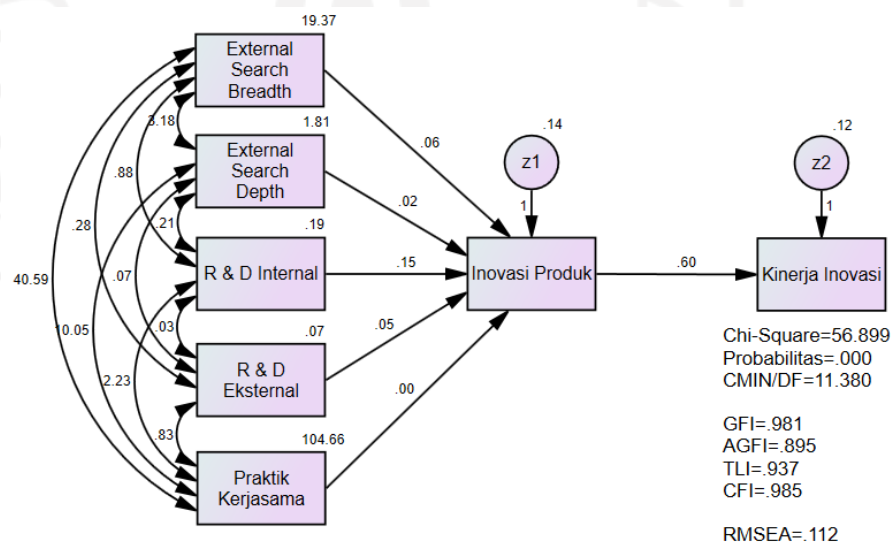 19.37
External
Search
Breadth
3.18
1.81
External
Search
Depth
.88
.21
.19
R & D Internal
.28
.07
.03
.07
R & D
Eksternal
40.59
10.05
2.23
.83
104.66
Praktik
Kerjasama
.06
.02
.15
.05
.00
.14
z1
1
Inovasi Produk
.60
.12
z2
1
Kinerja Inovasi
Chi-Square=56.899
Probabilitas=.000
CMIN/DF=11.380
GFI=.981
AGFI=.895
TLI=.937
CFI=.985
RMSEA=.112